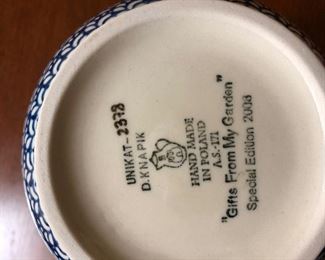 UNIKAT-2378
D.KNAPIK
HAND MADE
IN POLAND
A.S.-171
"Gifts From My Garden"
Special Edition 2008